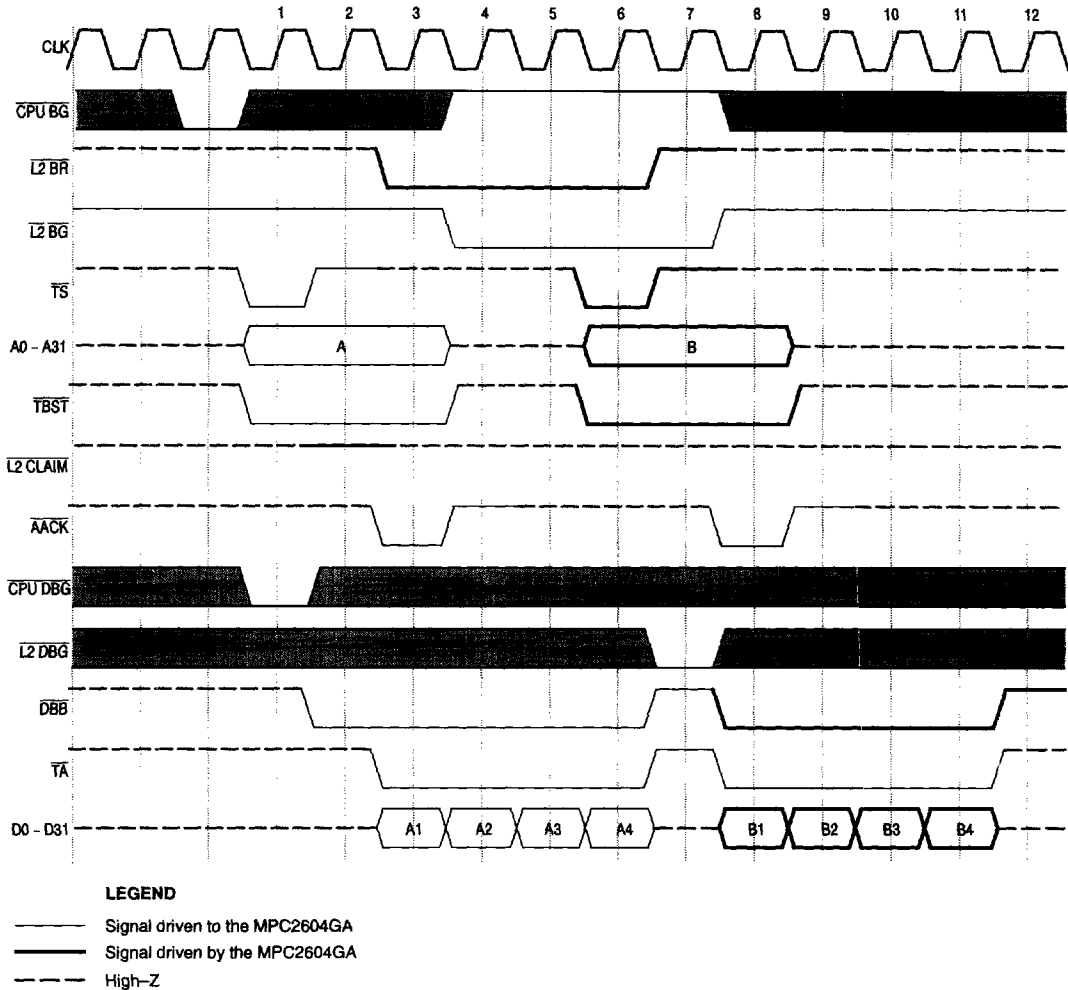 1 2 3 4 5 6 7 8 9 10 11 12
CLK
CPU BG
L2 BR
L2 BG
TS
A0 – A31
A
B
TBST
L2 CLAIM
AACK
CPU DBG
L2 DBG
DBB
TA
D0 – D31
A1 A2 A3 A4 B1 B2 B3 B4
LEGEND
Signal driven to the MPC2604GA
Signal driven by the MPC2604GA
High–Z